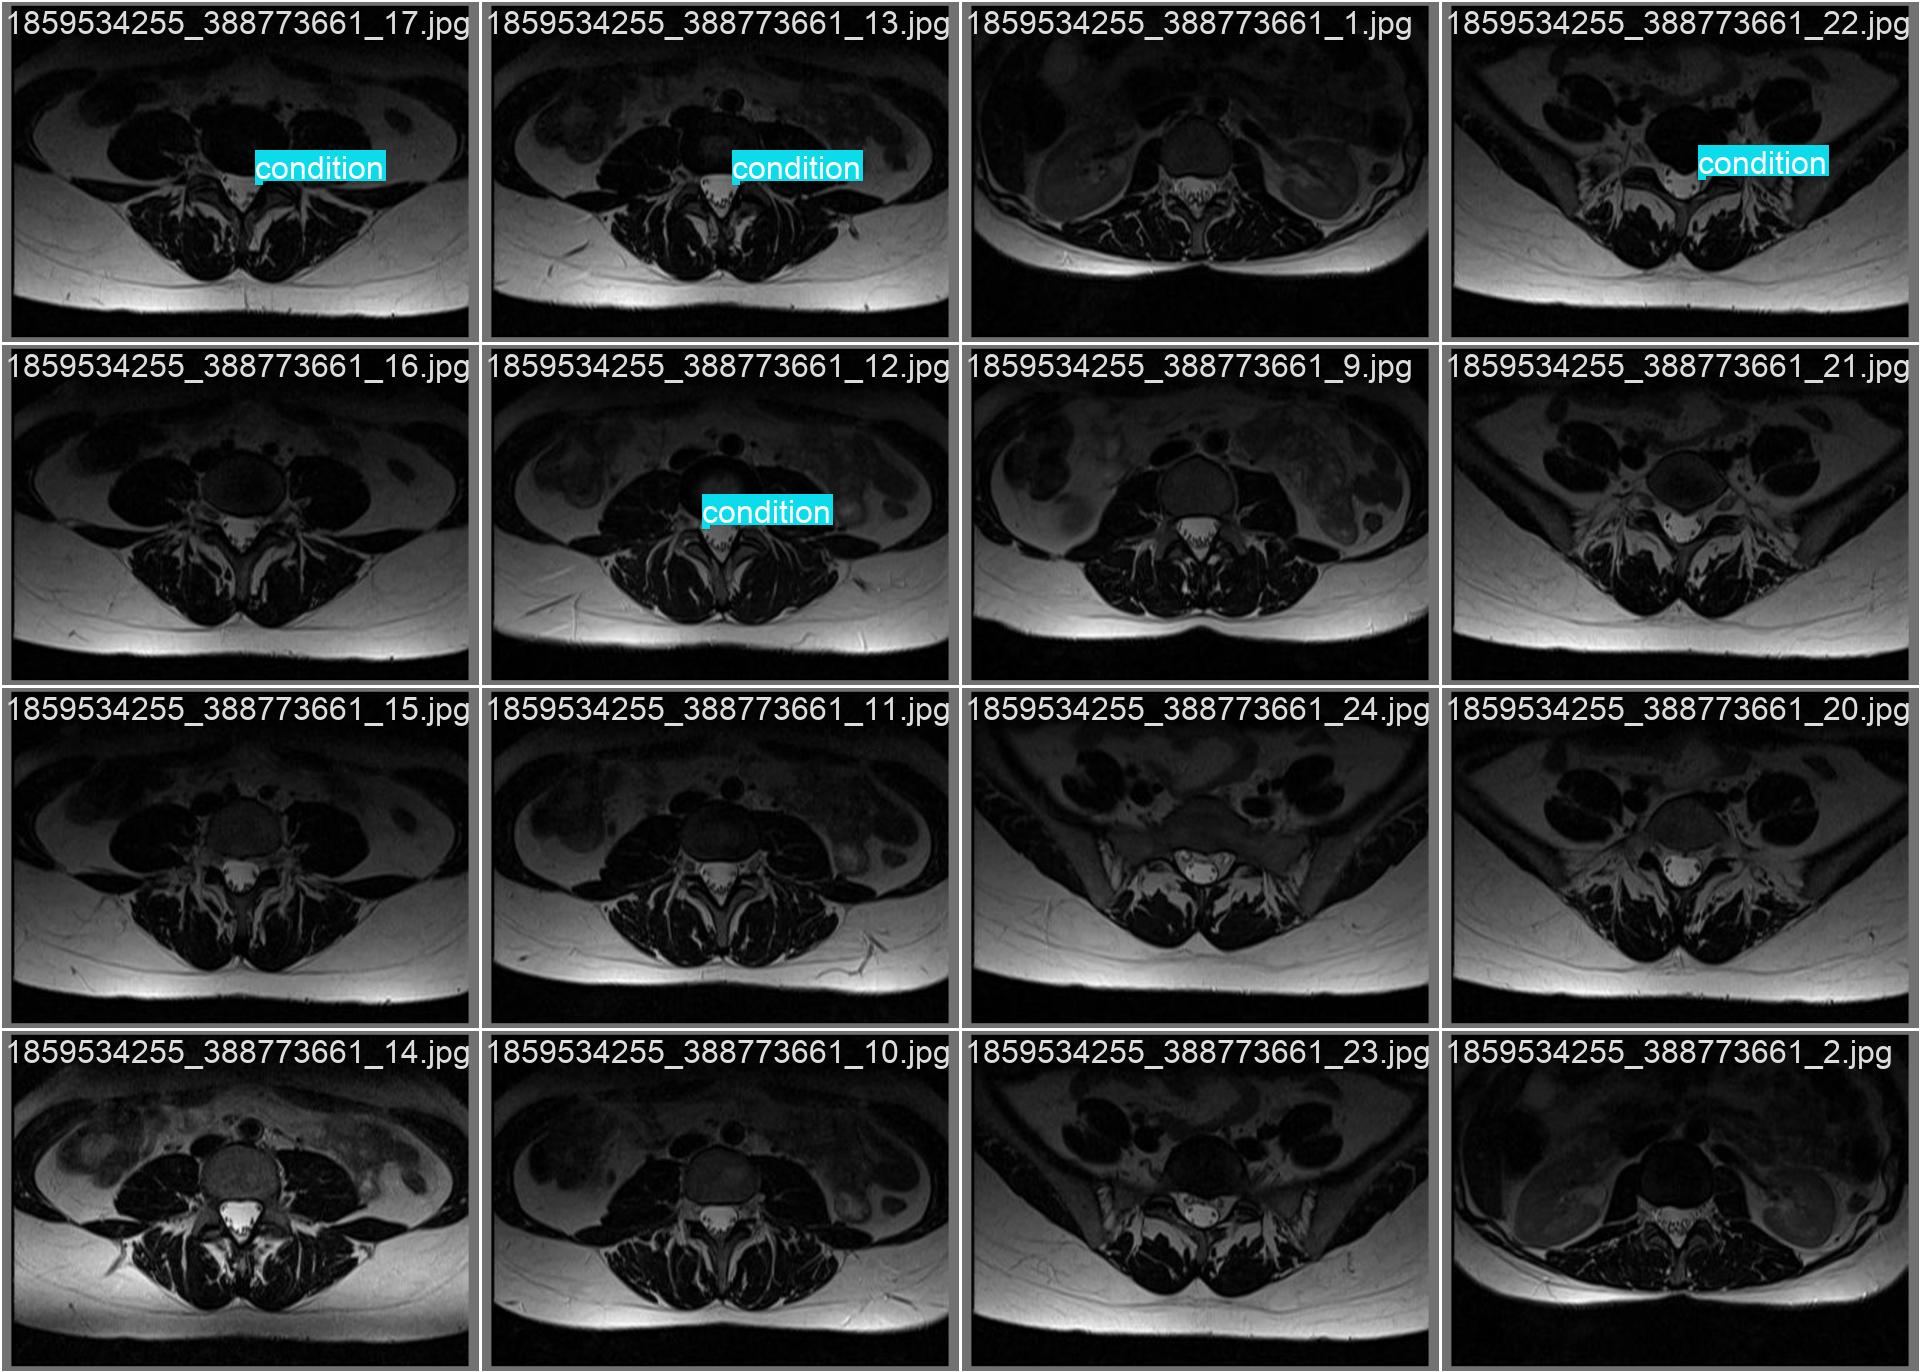 1859534255_388773661_17.jpg
1859534255_388773661_13.jpg
1859534255_388773661_1.jpg
1859534255_388773661_22.jpg
condition
condition
condition
1859534255_388773661_16.jpg
1859534255_388773661_12.jpg
1859534255_388773661_9.jpg
1859534255_388773661_21.jpg
condition
1859534255_388773661_15.jpg
1859534255_388773661_11.jpg
1859534255_388773661_24.jpg
1859534255_388773661_20.jpg
1859534255_388773661_14.jpg
1859534255_388773661_10.jpg
1859534255_388773661_23.jpg
1859534255_388773661_2.jpg